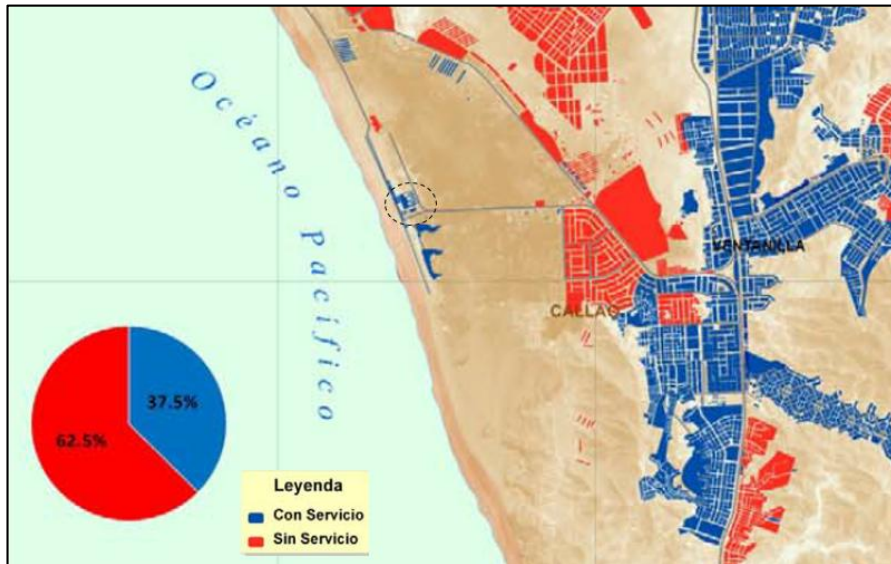 Océano Pacífico
VENTANILLA
CALLAO
37.5%
62.5%
Leyenda
Con Servicio
Sin Servicio